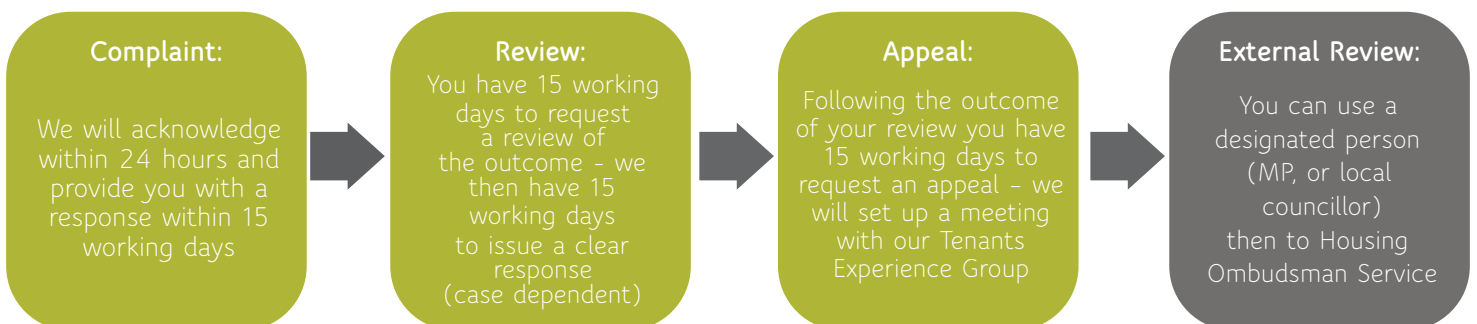 Complaint:
We will acknowledge
within 24 hours and
provide you with a
response within 15
working days
Review:
You have 15 working
days to request
a review of
the outcome - we
then have 15
working days
to issue a clear
response
(case dependent)
Appeal:
Following the outcome
of your review you have
15 working days to
request an appeal - we
will set up a meeting
with our Tenants
Experience Group
External Review:
You can use a
designated person
(MP, or local
councillor)
then to Housing
Ombudsman Service